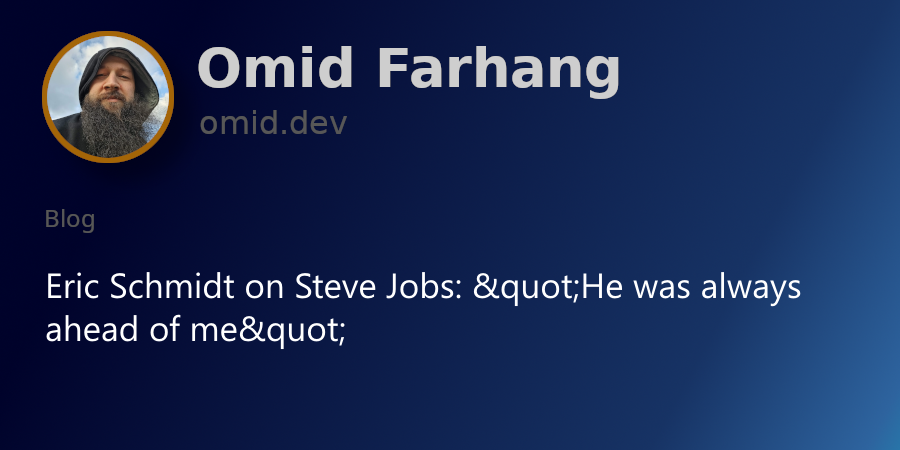 Omid Farhang
omid.dev
Blog
Eric Schmidt on Steve Jobs: &quot;He was always
ahead of me&quot;